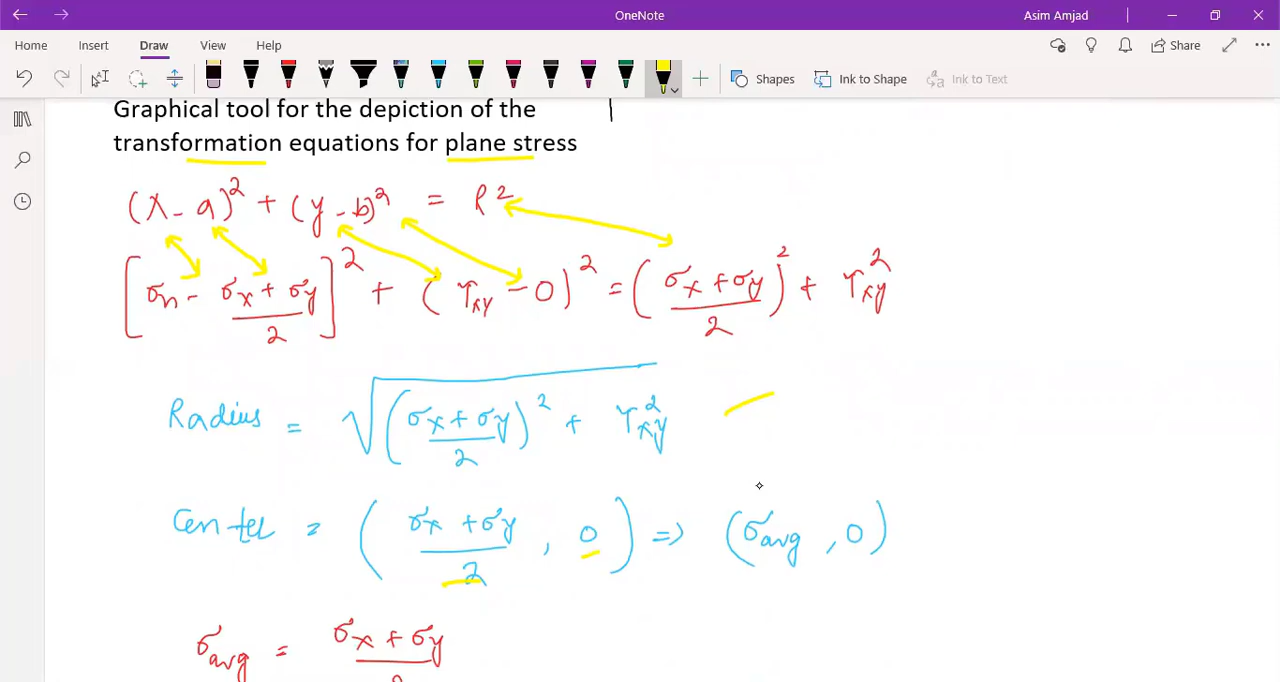 OneNote
Asim Amjad
Home Insert Draw View Help
Share
Shapes Ink to Shape Ink to Text
Graphical tool for the depiction of the
transformation equations for plane stress
(x - a)² + (y - b)² = R²
[σn - (σx + σy)/2]² + (τxy - 0)² = ((σx + σy)/2)² + τxy²
Radius = √(((σx + σy)/2)² + τxy²)
Center = ((σx + σy)/2, 0) => (σavg, 0)
σavg = (σx + σy)/2